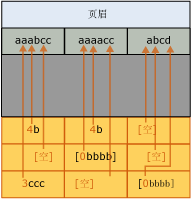 页眉
aaabcc aaaacc abcd
4b 4b [空]
[空] [0bbbb] [空]
3ccc [空] [0bbbb]